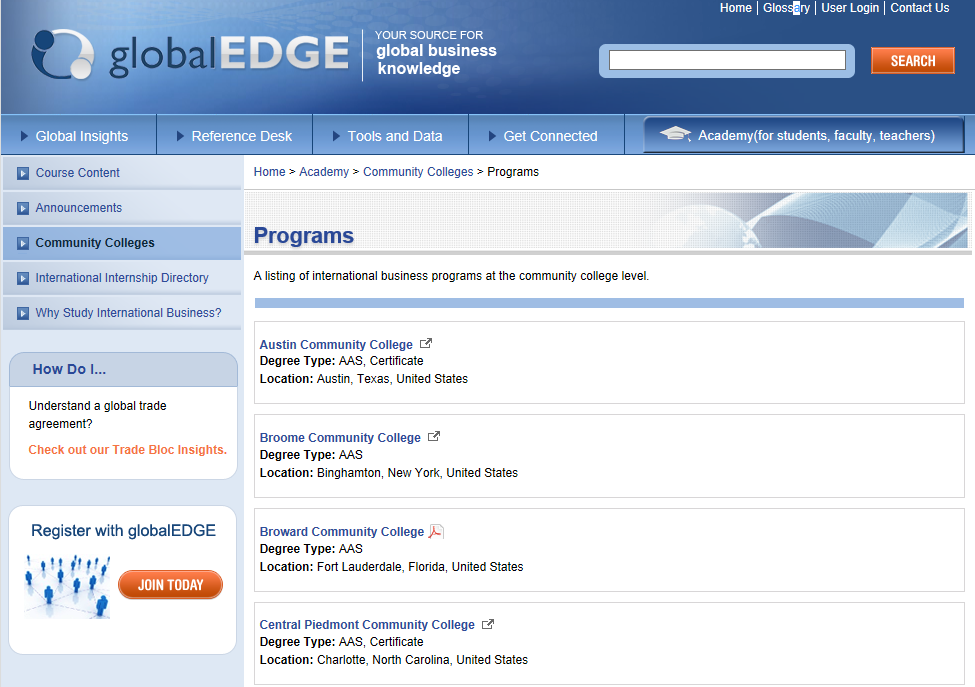 Home | Glossary | User Login | Contact Us
globalEDGE
YOUR SOURCE FOR
global business
knowledge
SEARCH
Global Insights
Reference Desk
Tools and Data
Get Connected
Academy(for students, faculty, teachers)
Course Content
Announcements
Community Colleges
International Internship Directory
Why Study International Business?
How Do I...
Understand a global trade
agreement?
Check out our Trade Bloc Insights.
Register with globalEDGE
JOIN TODAY
Home > Academy > Community Colleges > Programs
Programs
A listing of international business programs at the community college level.
Austin Community College
Degree Type: AAS, Certificate
Location: Austin, Texas, United States
Broome Community College
Degree Type: AAS
Location: Binghamton, New York, United States
Broward Community College
Degree Type: AAS
Location: Fort Lauderdale, Florida, United States
Central Piedmont Community College
Degree Type: AAS, Certificate
Location: Charlotte, North Carolina, United States